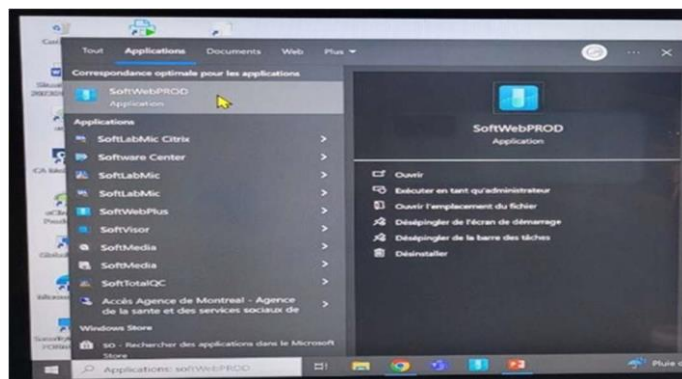 Tout Applications Documents Web Plus
Correspondance optimale pour les applications
SoftWebPROD
Application
Applications
SoftLabMic Citrix
Software Center
SoftLabMic
SoftLabMic
SoftWebPlus
SoftVisor
SoftMedia
SoftMedia
SoftTotalQC
Accès Agence de Montreal - Agence
de la sante et des services sociaux de
Windows Store
so - Rechercher des applications dans le Microsoft
Store
Applications: softWebPROD
SoftWebPROD
Application
Ouvrir
Exécuter en tant qu'administrateur
Ouvrir l'emplacement du fichier
Désépingler de l'écran de démarrage
Désépingler de la barre des tâches
Désinstaller
Pluie